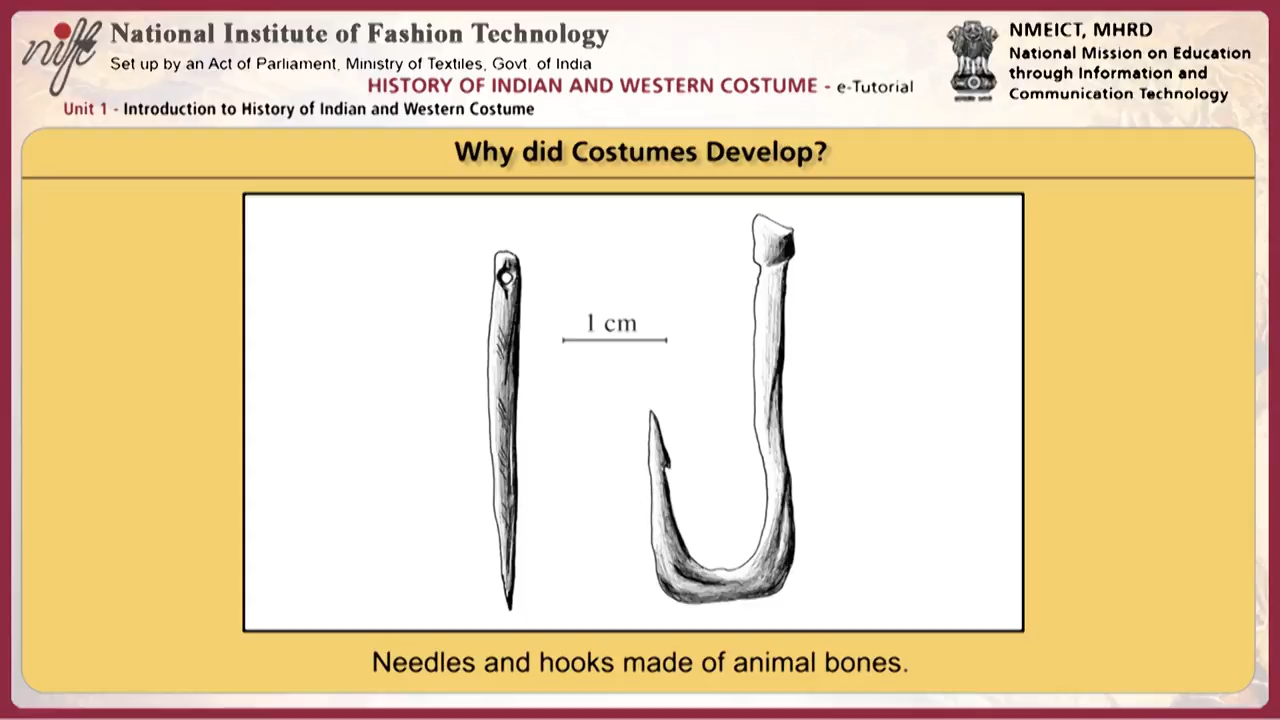 nift
National Institute of Fashion Technology
Set up by an Act of Parliament, Ministry of Textiles, Govt. of India
HISTORY OF INDIAN AND WESTERN COSTUME - e-Tutorial
Unit 1 - Introduction to History of Indian and Western Costume
NMEICT, MHRD
National Mission on Education
through Information and
Communication Technology
Why did Costumes Develop?
1 cm
Needles and hooks made of animal bones.